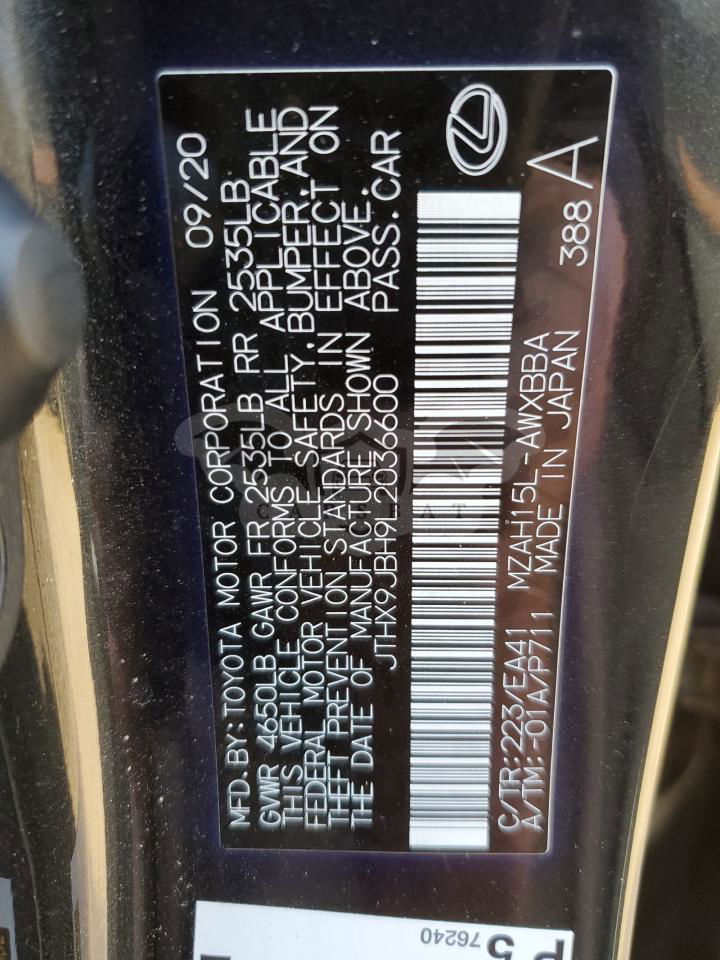 MFD.BY:TOYOTA MOTOR CORPORATION 09/20
GVWR 4650LB GAWR FR 2535LB RR 2535LB
THIS VEHICLE CONFORMS TO ALL APPLICABLE
FEDERAL MOTOR VEHICLE SAFETY,BUMPER,AND
THEFT PREVENTION STANDARDS IN EFFECT ON
THE DATE OF MANUFACTURE SHOWN ABOVE.
JTHX9JBH9L2036600 PASS.CAR
C/TR:223/EA41 MZAH15L-AWXBBA
A/TM:-01A/P711 MADE IN JAPAN 388 A
76240
P5